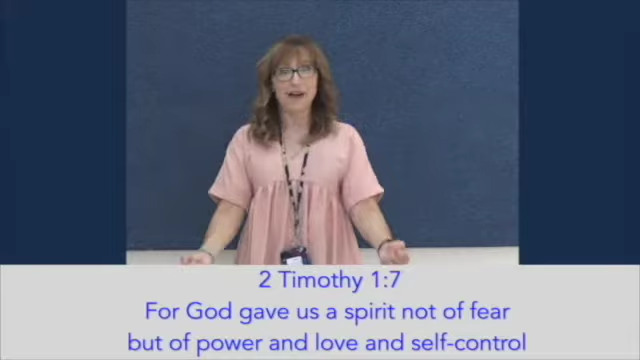 2 Timothy 1:7
For God gave us a spirit not of fear
but of power and love and self-control